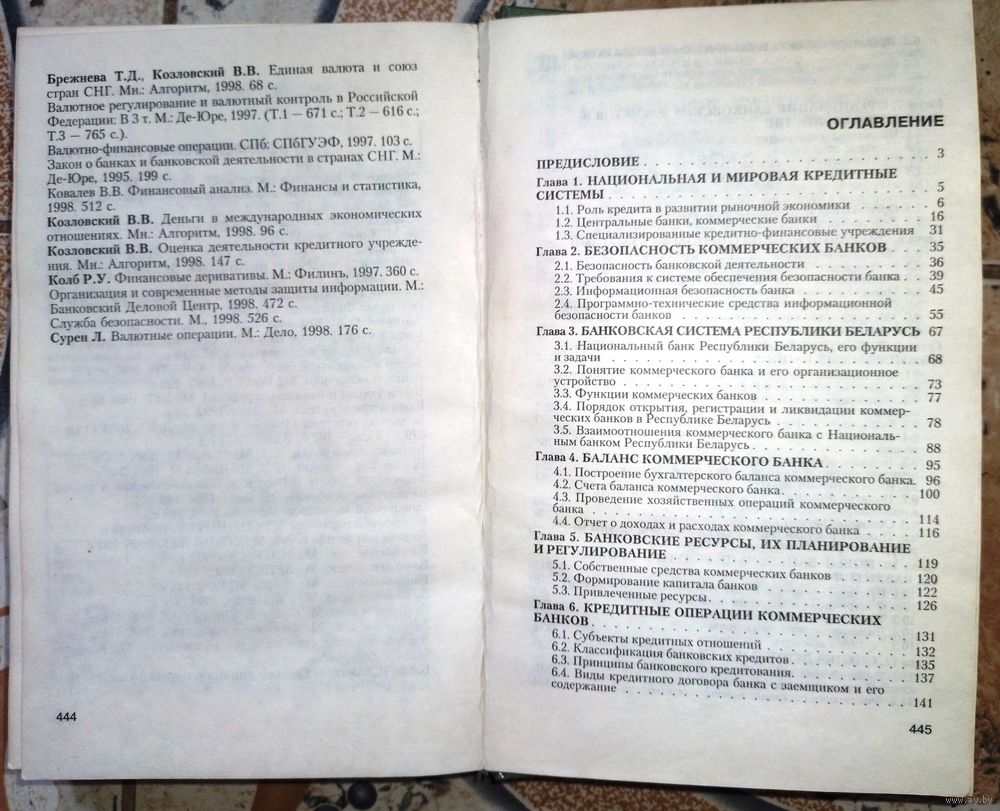 Брежнева Т.Д., Козловский В.В. Единая валюта и союз
стран СНГ. Мн.: Алгоритм, 1998. 68 с.
Валютное регулирование и валютный контроль в Российской
Федерации: В 3 т. М.: Де-Юре, 1997. (Т.1 — 671 с.; Т.2 — 616 с.;
Т.3 — 765 с.).
Валютно-финансовые операции. СПб: СПбГУЭФ, 1997. 103 с.
Закон о банках и банковской деятельности в странах СНГ. М.:
Де-Юре, 1995. 199 с.
Ковалев В.В. Финансовый анализ. М.: Финансы и статистика,
1998. 512 с.
Козловский В.В. Деньги в международных экономических
отношениях. Мн.: Алгоритм, 1998. 96 с.
Козловский В.В. Оценка деятельности кредитного учрежде-
ния. Мн.: Алгоритм, 1998. 147 с.
Колб Р.У. Финансовые деривативы. М.: Филинъ, 1997. 360 с.
Организация и современные методы защиты информации. М.:
Банковский Деловой Центр, 1998. 472 с.
Служба безопасности. М., 1998. 526 с.
Сурен Л. Валютные операции. М.: Дело, 1998. 176 с.
444
ОГЛАВЛЕНИЕ
ПРЕДИСЛОВИЕ . . . . . . . . . . . . . . . . . . 3
Глава 1. НАЦИОНАЛЬНАЯ И МИРОВАЯ КРЕДИТНЫЕ
СИСТЕМЫ . . . . . . . . . . . . . . . . . . . . 5
1.1. Роль кредита в развитии рыночной экономики . . . . 6
1.2. Центральные банки, коммерческие банки . . . . . . 16
1.3. Специализированные кредитно-финансовые учреждения 31
Глава 2. БЕЗОПАСНОСТЬ КОММЕРЧЕСКИХ БАНКОВ . . . 35
2.1. Безопасность банковской деятельности . . . . . . 36
2.2. Требования к системе обеспечения безопасности банка . 39
2.3. Информационная безопасность банка . . . . . . . 45
2.4. Программно-технические средства информационной
безопасности банков . . . . . . . . . . . . . . 55
Глава 3. БАНКОВСКАЯ СИСТЕМА РЕСПУБЛИКИ БЕЛАРУСЬ 67
3.1. Национальный банк Республики Беларусь, его функции
и задачи . . . . . . . . . . . . . . . . . . . 68
3.2. Понятие коммерческого банка и его организационное
устройство . . . . . . . . . . . . . . . . . . 73
3.3. Функции коммерческих банков . . . . . . . . . 77
3.4. Порядок открытия, регистрации и ликвидации коммер-
ческих банков в Республике Беларусь . . . . . . . 78
3.5. Взаимоотношения коммерческого банка с Националь-
ным банком Республики Беларусь . . . . . . . . . 88
Глава 4. БАЛАНС КОММЕРЧЕСКОГО БАНКА . . . . . . 95
4.1. Построение бухгалтерского баланса коммерческого банка. 96
4.2. Счета баланса коммерческого банка . . . . . . . . 100
4.3. Проведение хозяйственных операций коммерческого
банка . . . . . . . . . . . . . . . . . . . . 114
4.4. Отчет о доходах и расходах коммерческого банка . . . 116
Глава 5. БАНКОВСКИЕ РЕСУРСЫ, ИХ ПЛАНИРОВАНИЕ
И РЕГУЛИРОВАНИЕ . . . . . . . . . . . . . . . 119
5.1. Собственные средства коммерческих банков . . . . . 120
5.2. Формирование капитала банков . . . . . . . . . 122
5.3. Привлеченные ресурсы . . . . . . . . . . . . . 126
Глава 6. КРЕДИТНЫЕ ОПЕРАЦИИ КОММЕРЧЕСКИХ
БАНКОВ . . . . . . . . . . . . . . . . . . . . 131
6.1. Субъекты кредитных отношений . . . . . . . . . 132
6.2. Классификация банковских кредитов . . . . . . . 135
6.3. Принципы банковского кредитования . . . . . . . 137
6.4. Виды кредитного договора банка с заемщиком и его
содержание . . . . . . . . . . . . . . . . . . 141
445
www.ay.by